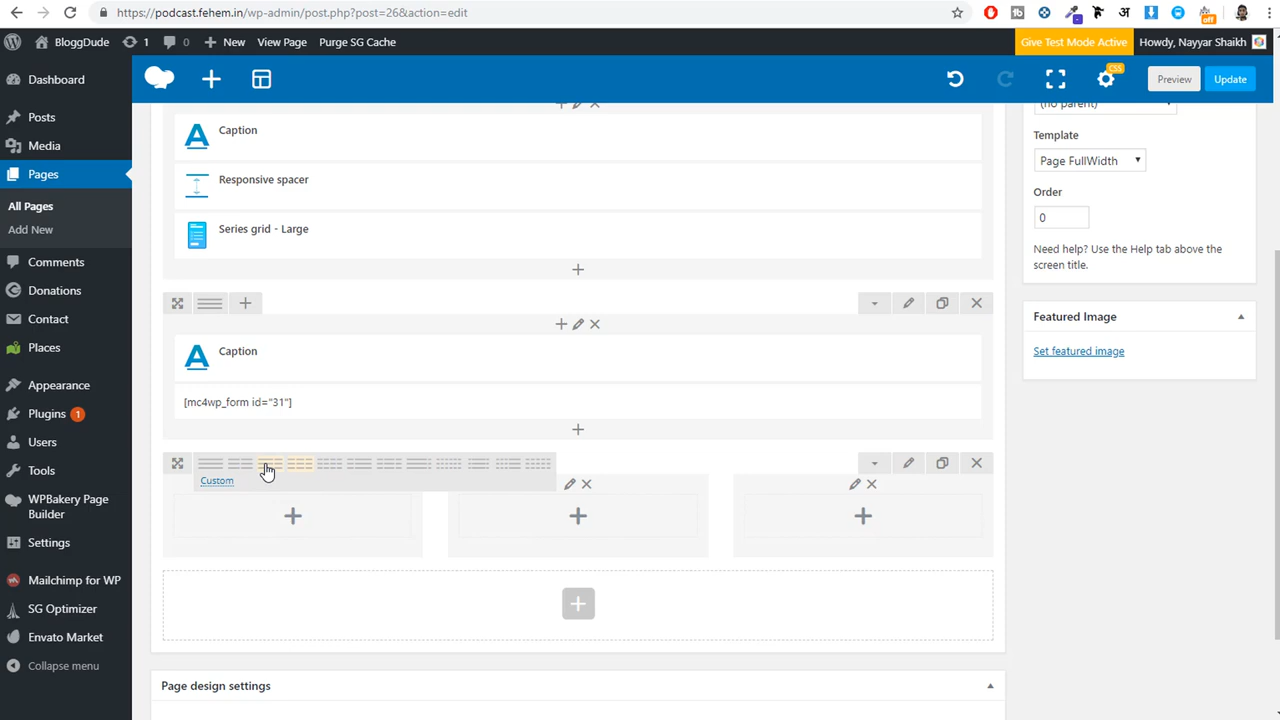 https://podcast.fehem.in/wp-admin/post.php?post=26&action=edit
off
BloggDude
1
0
New
View Page
Purge SG Cache
Give Test Mode Active
Howdy, Nayyar Shaikh
Dashboard
Posts
Media
Pages
All Pages
Add New
Comments
Donations
Contact
Places
Appearance
Plugins 1
Users
Tools
WPBakery Page
Builder
Settings
Mailchimp for WP
SG Optimizer
Envato Market
Collapse menu
CSS
Preview
Update
Caption
Responsive spacer
Series grid - Large
Caption
[mc4wp_form id="31"]
Custom
Page design settings
(no parent)
Template
Page FullWidth
Order
0
Need help? Use the Help tab above the
screen title.
Featured Image
Set featured image